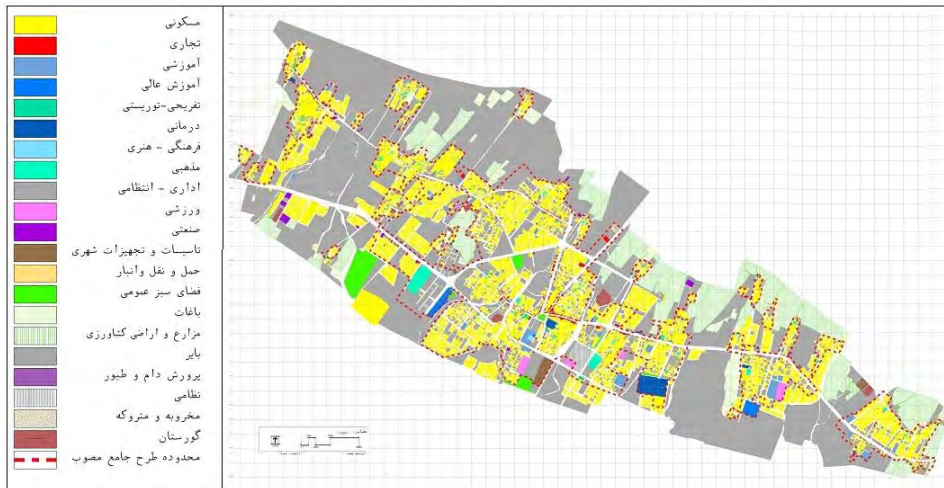 مسکونی
تجاری
آموزشی
آموزش عالی
تفریحی-توریستی
درمانی
فرهنگی - هنری
مذهبی
اداری - انتظامی
ورزشی
صنعتی
تاسیسات و تجهیزات شهری
حمل و نقل وانبار
فضای سبز عمومی
باغات
مزارع و اراضی کشاورزی
بایر
پرورش دام و طیور
نظامی
مخروبه و متروکه
گورستان
محدوده طرح جامع مصوب